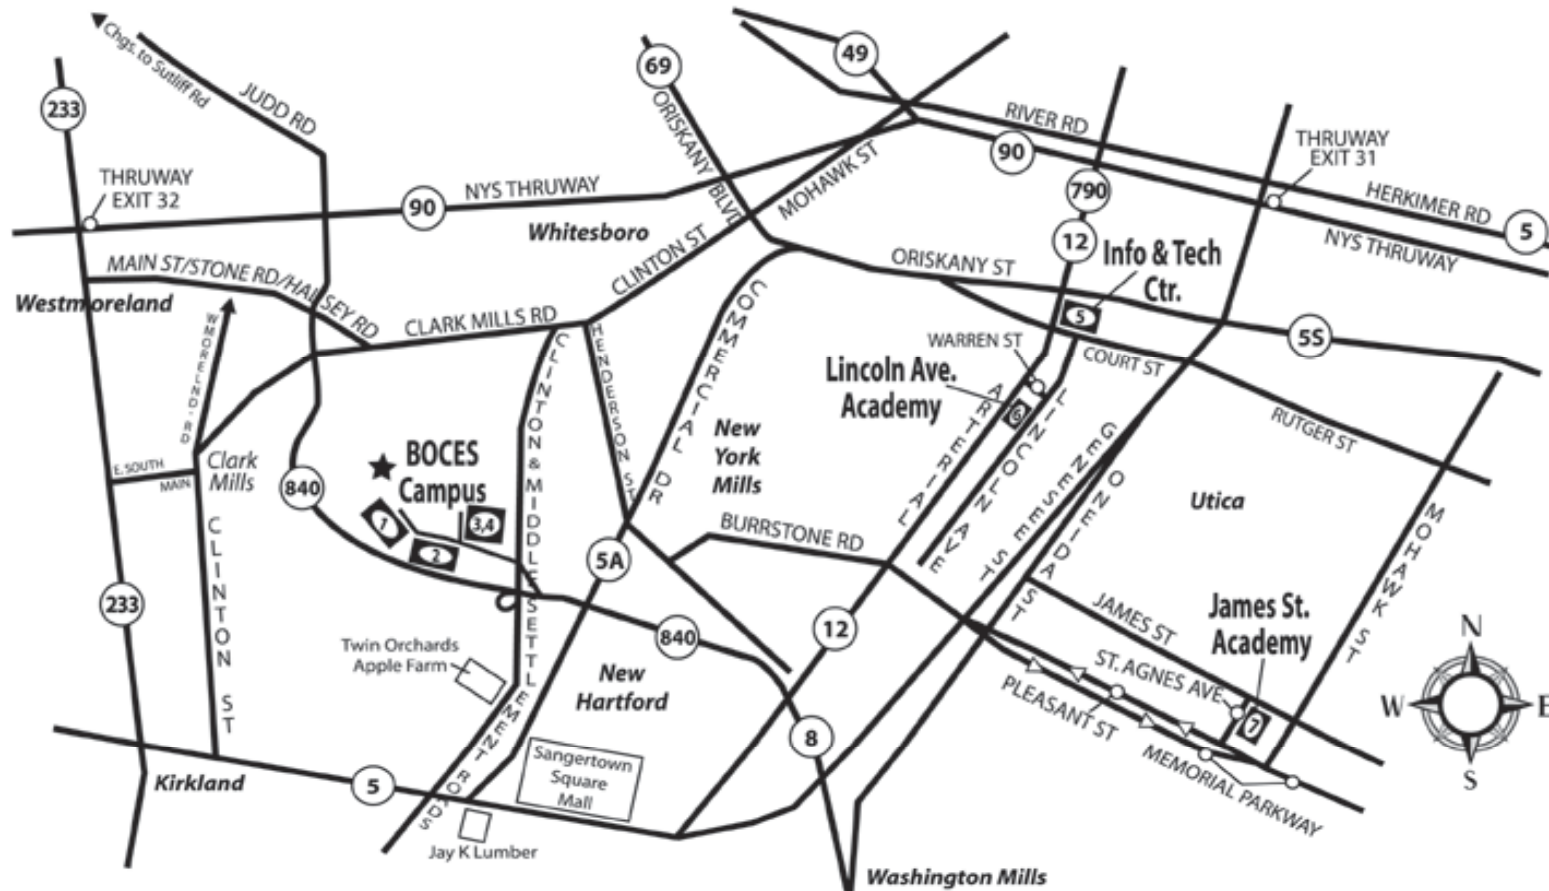 Chgs. to Sutliff Rd
JUDD RD
233
69
49
RIVER RD
90
THRUWAY
EXIT 31
THRUWAY
EXIT 32
NYS THRUWAY
90
ORISKANY BLVD
MOHAWK ST
790
HERKIMER RD
5
NYS THRUWAY
Whitesboro
CLINTON ST
12
ORISKANY ST
Info & Tech
Ctr.
5
MAIN ST/STONE RD/HALSEY RD
Westmoreland
WMORELND-RD
CLARK MILLS RD
HENDERSON ST
COMMERCIAL DR
CLINTON & MIDDLE SETTLEMENT ROADS
WARREN ST
COURT ST
5S
Lincoln Ave.
Academy
6
ARTERIAL
LINCOLN AVE
GENESEE ST
ONEIDA ST
RUTGER ST
New
York
Mills
Utica
MOHAWK ST
E. SOUTH
MAIN
Clark
Mills
BOCES
Campus
840
1
2
3,4
CLINTON ST
BURRSTONE RD
5A
233
12
840
JAMES ST
James St.
Academy
ST. AGNES AVE
PLEASANT ST
7
MEMORIAL PARKWAY
N
W
E
S
Twin Orchards
Apple Farm
New
Hartford
8
Kirkland
5
Sangertown
Square
Mall
Jay K Lumber
Washington Mills